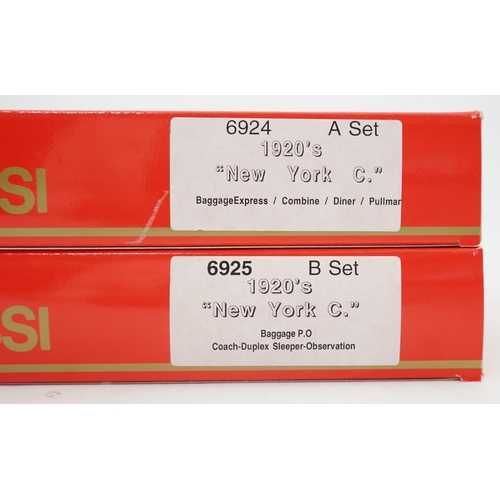 SI
6924 A Set
1920's
"New York C."
BaggageExpress / Combine / Diner / Pullman
SSI
6925 B Set
1920's
"New York C."
Baggage P.O
Coach-Duplex Sleeper-Observation